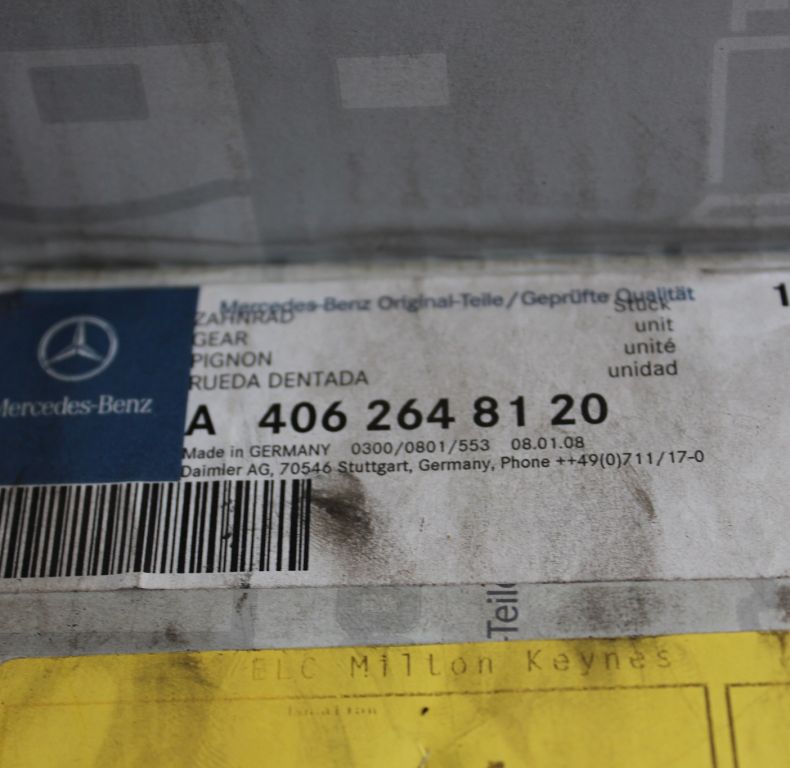 Mercedes-Benz Original-Teile/Geprüfte Qualität
ZAHNRAD Stück 1
GEAR unit
PIGNON unité
RUEDA DENTADA unidad
Mercedes-Benz
A 406 264 81 20
Made in GERMANY 0300/0801/553 08.01.08
Daimler AG, 70546 Stuttgart, Germany, Phone ++49(0)711/17-0
-Teile
ELC Milton Keynes
Location